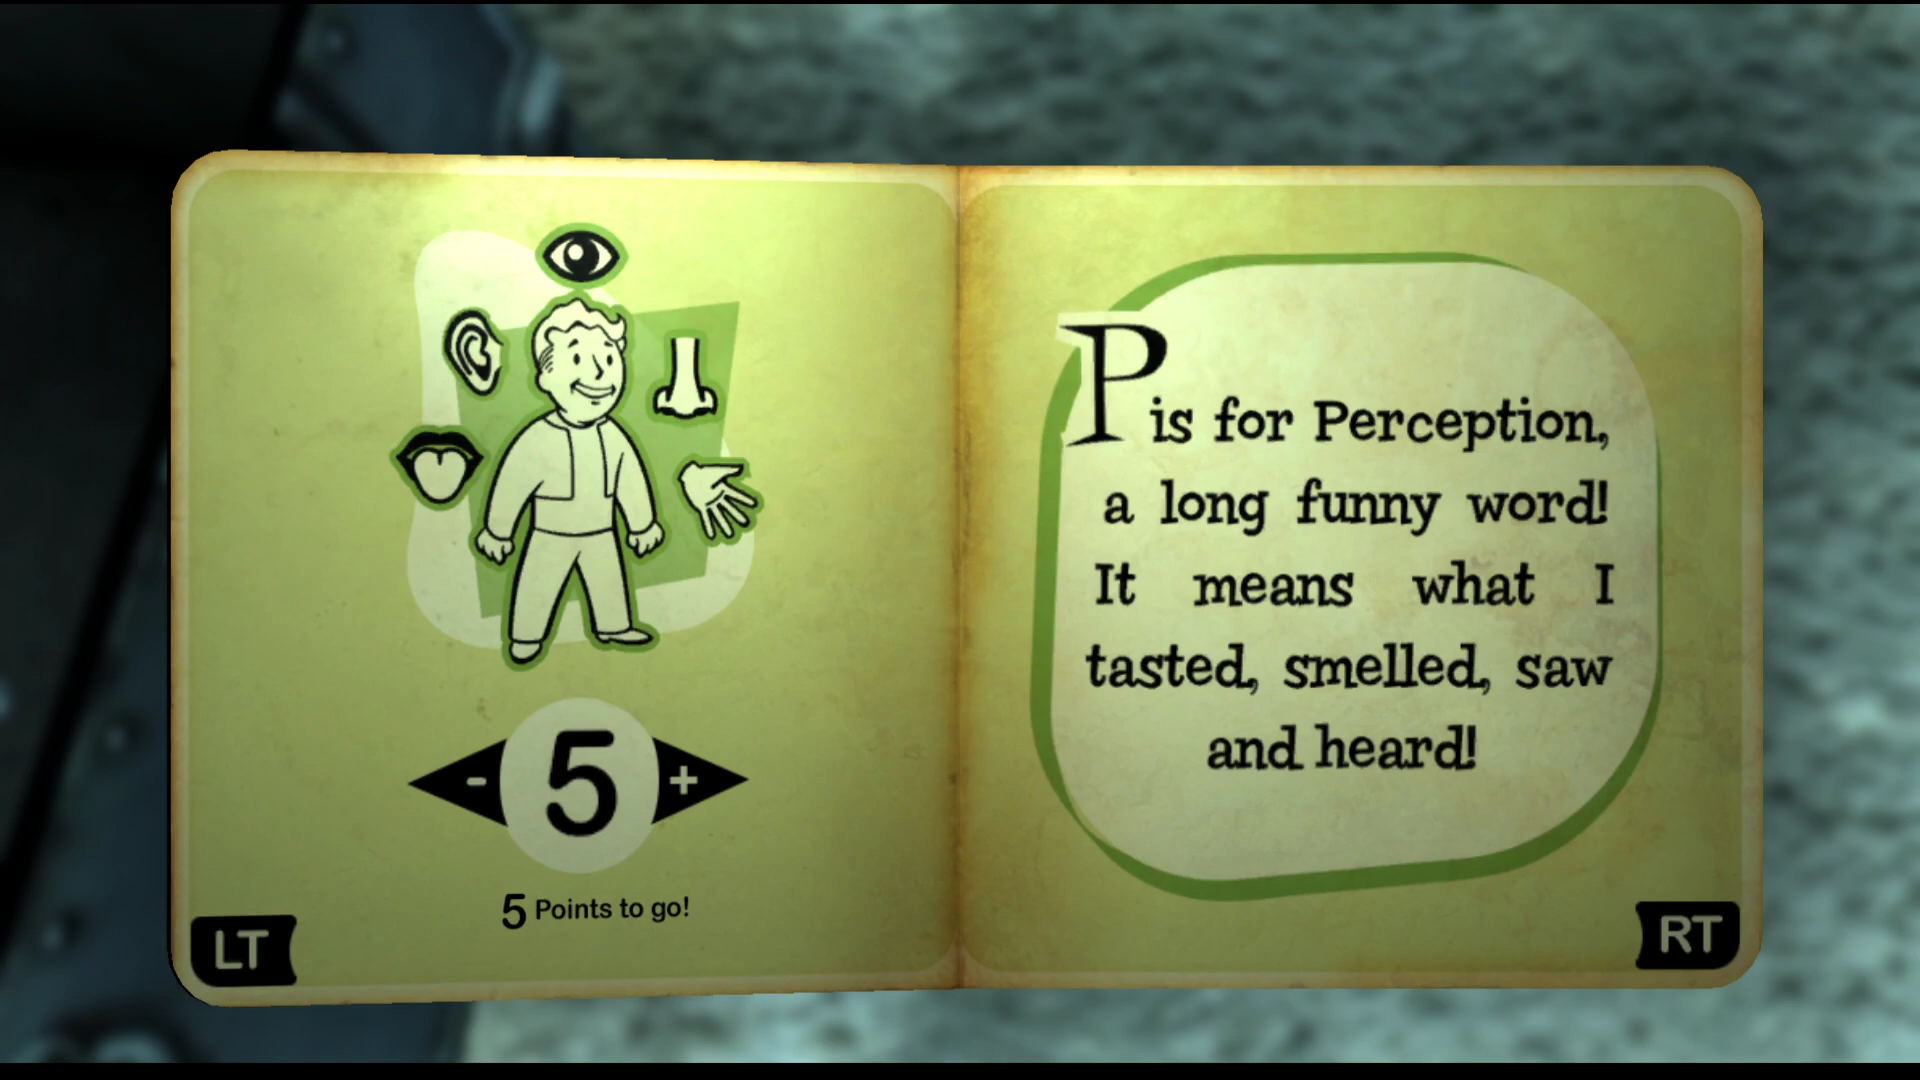 5
- +
5 Points to go!
LT
P is for Perception,
a long funny word!
It means what I
tasted, smelled, saw
and heard!
RT